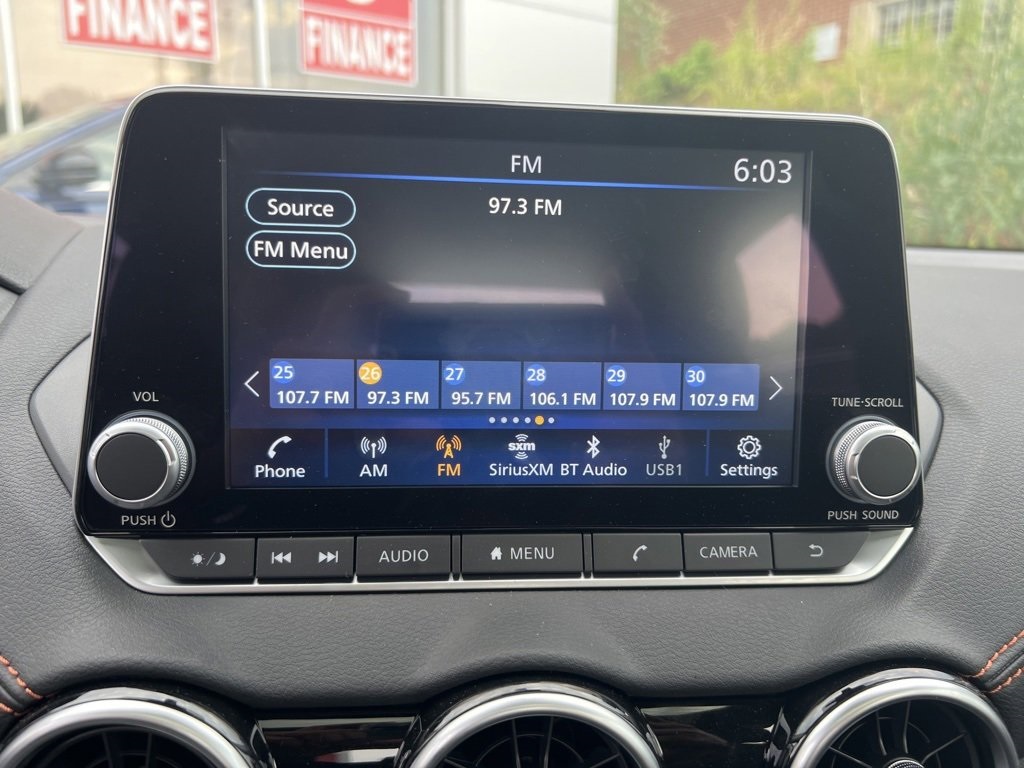 FINANCE
FINANCE
FM
6:03
Source
97.3 FM
FM Menu
25 26 27 28 29 30
107.7 FM 97.3 FM 95.7 FM 106.1 FM 107.9 FM 107.9 FM
VOL
TUNE·SCROLL
sxm
Phone AM FM SiriusXM BT Audio USB1 Settings
PUSH
PUSH SOUND
AUDIO
MENU
CAMERA